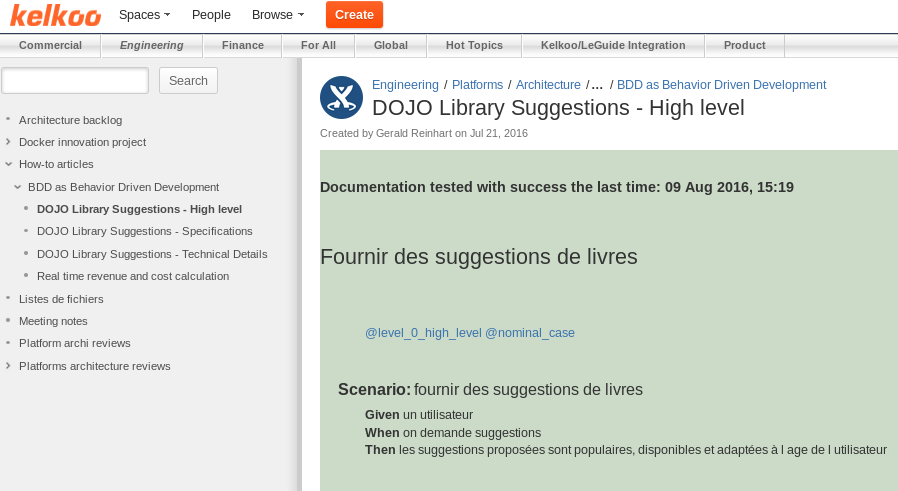 kelkoo Spaces People Browse Create
Commercial Engineering Finance For All Global Hot Topics Kelkoo/LeGuide Integration Product
Search
Architecture backlog
Docker innovation project
How-to articles
BDD as Behavior Driven Development
DOJO Library Suggestions - High level
DOJO Library Suggestions - Specifications
DOJO Library Suggestions - Technical Details
Real time revenue and cost calculation
Listes de fichiers
Meeting notes
Platform archi reviews
Platforms architecture reviews
Engineering / Platforms / Architecture /... / BDD as Behavior Driven Development
DOJO Library Suggestions - High level
Created by Gerald Reinhart on Jul 21, 2016
Documentation tested with success the last time: 09 Aug 2016, 15:19
Fournir des suggestions de livres
@level_0_high_level @nominal_case
Scenario: fournir des suggestions de livres
Given un utilisateur
When on demande suggestions
Then les suggestions proposées sont populaires, disponibles et adaptées à l age de l utilisateur